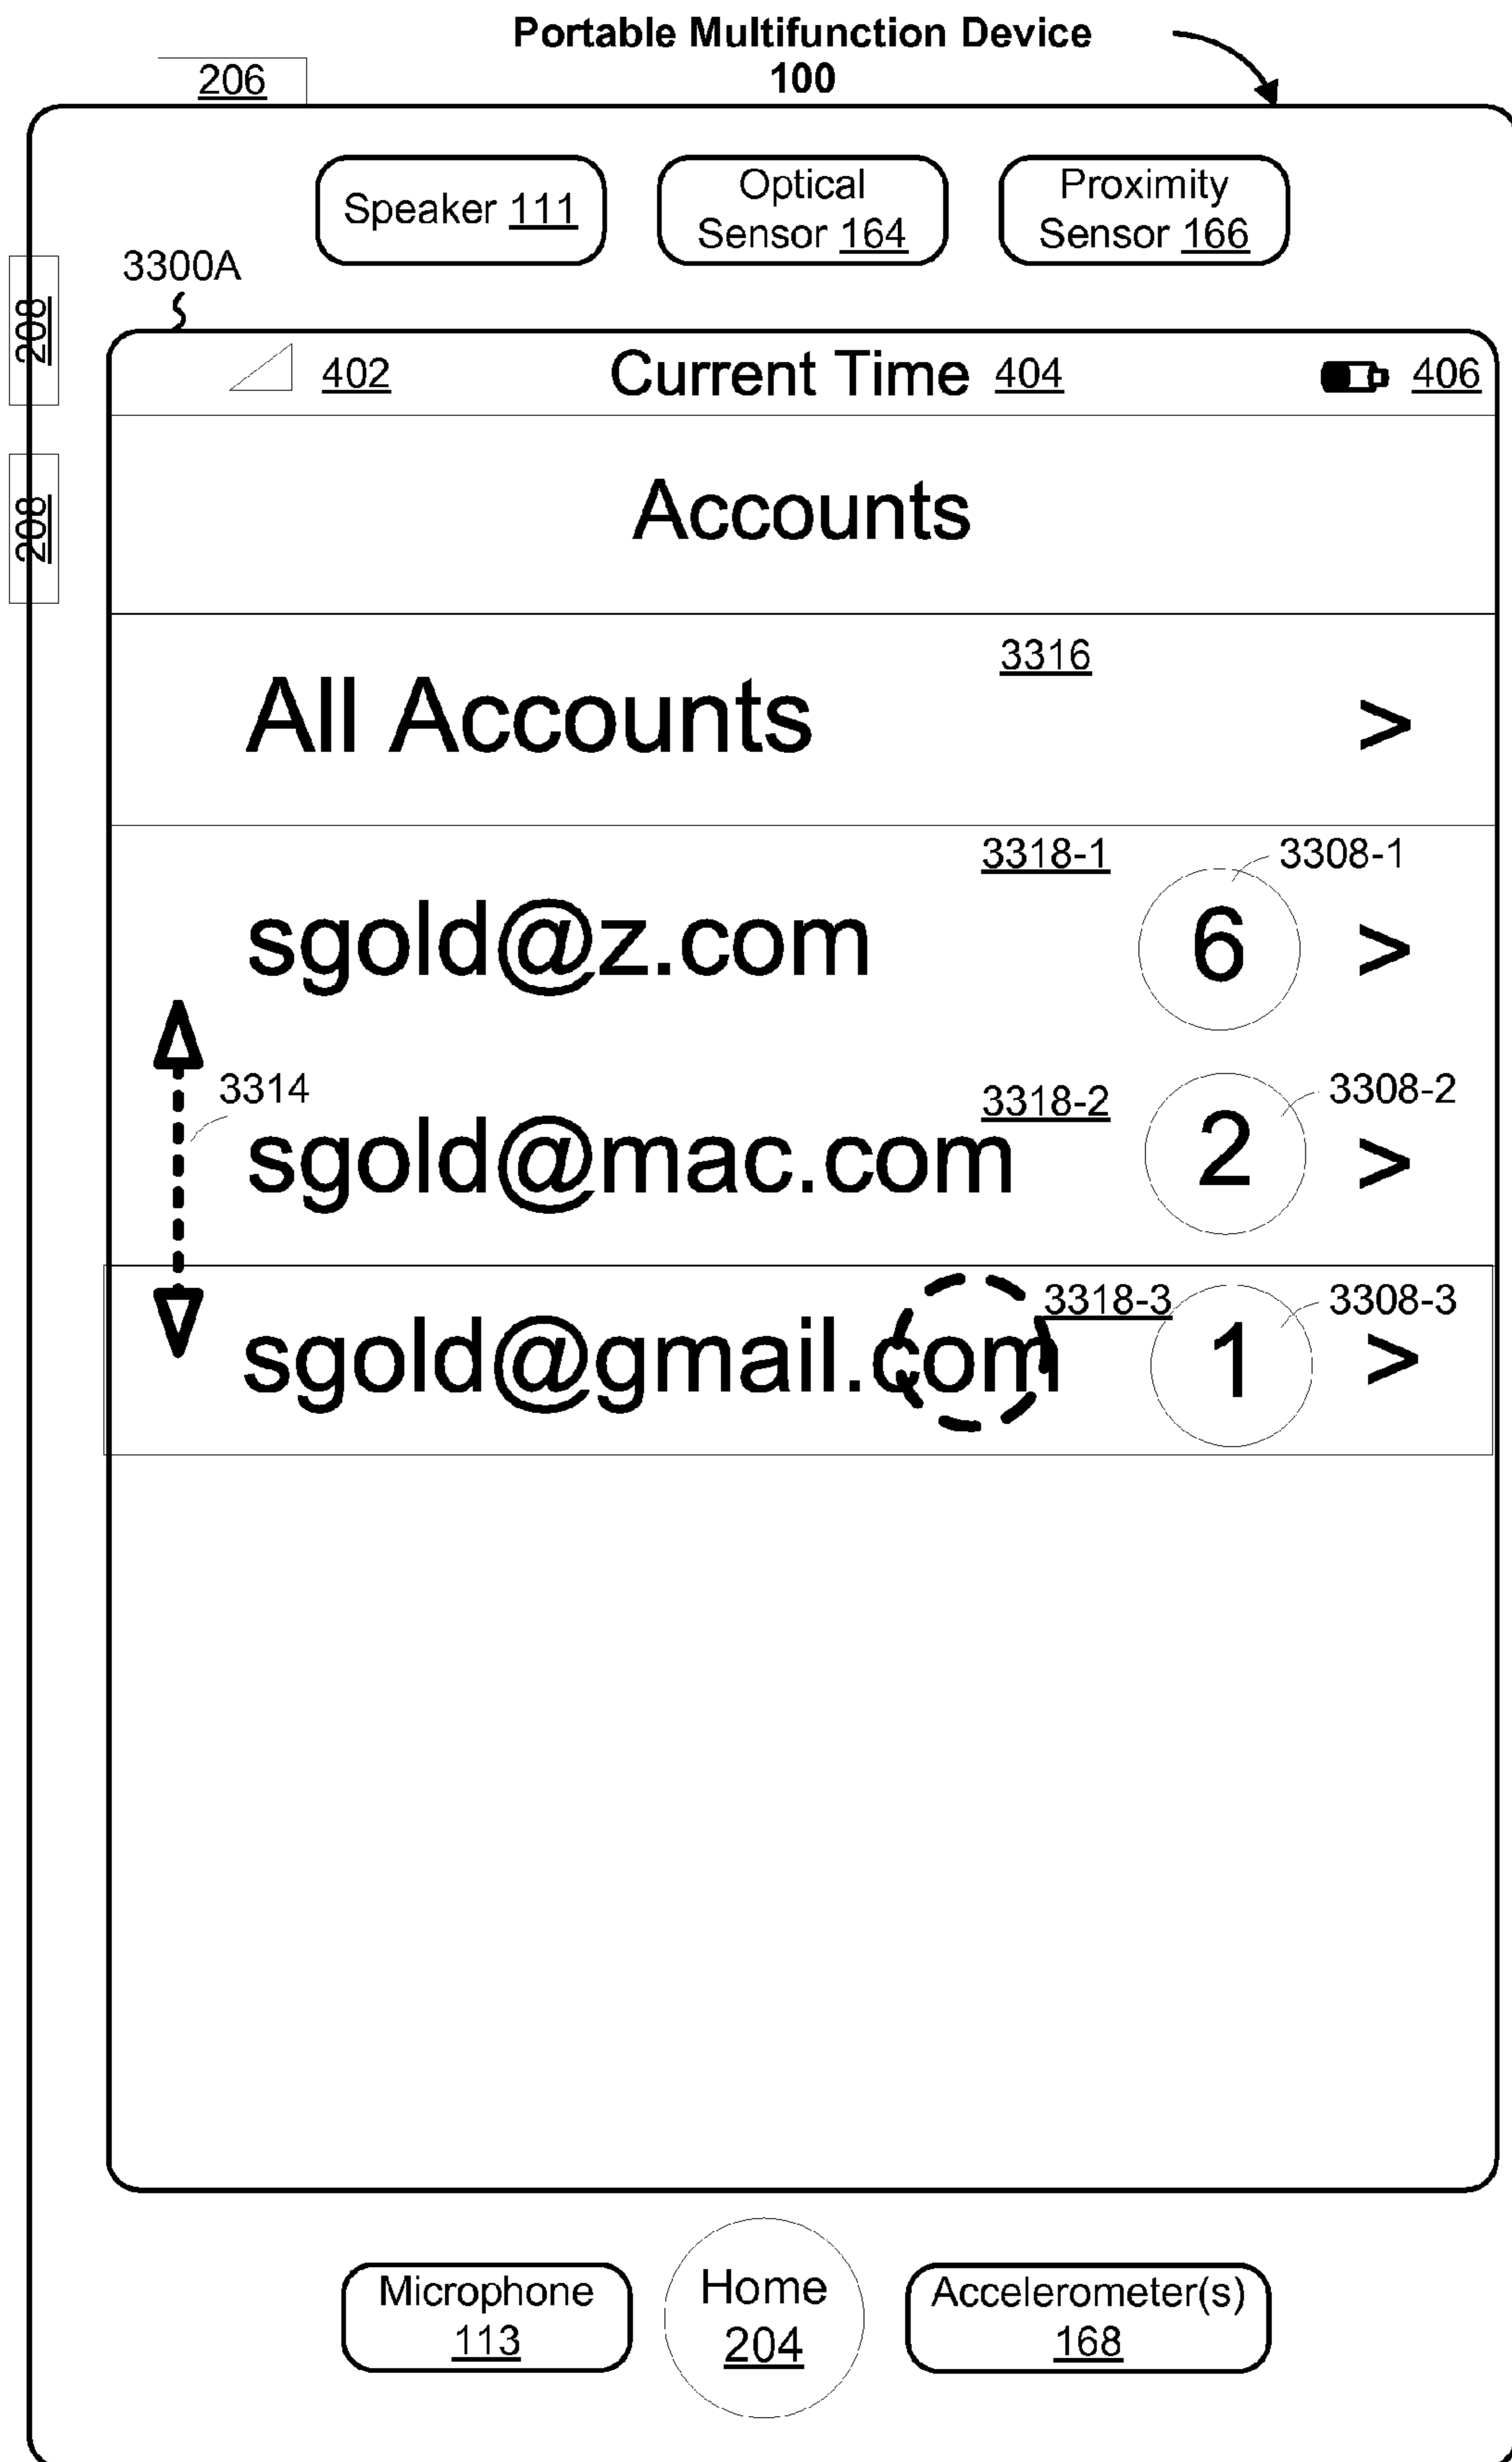 Portable Multifunction Device
100
206
Speaker 111
Optical
Sensor 164
Proximity
Sensor 166
208
3300A
402
Current Time 404
406
208
Accounts
3316
All Accounts >
3318-1
3308-1
sgold@z.com 6 >
3314
3318-2
3308-2
sgold@mac.com 2 >
3318-3
3308-3
sgold@gmail.com 1 >
Microphone
113
Home
204
Accelerometer(s)
168